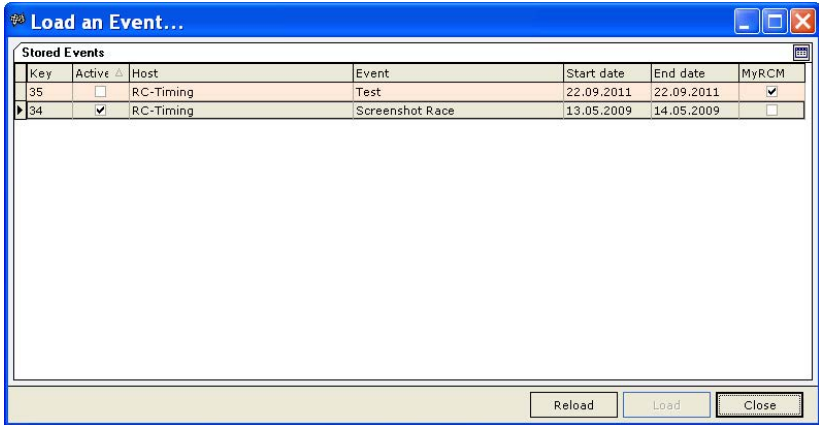 Load an Event...
Stored Events
Key Active Host Event Start date End date MyRCM
35 RC-Timing Test 22.09.2011 22.09.2011
34 RC-Timing Screenshot Race 13.05.2009 14.05.2009
Reload Load Close